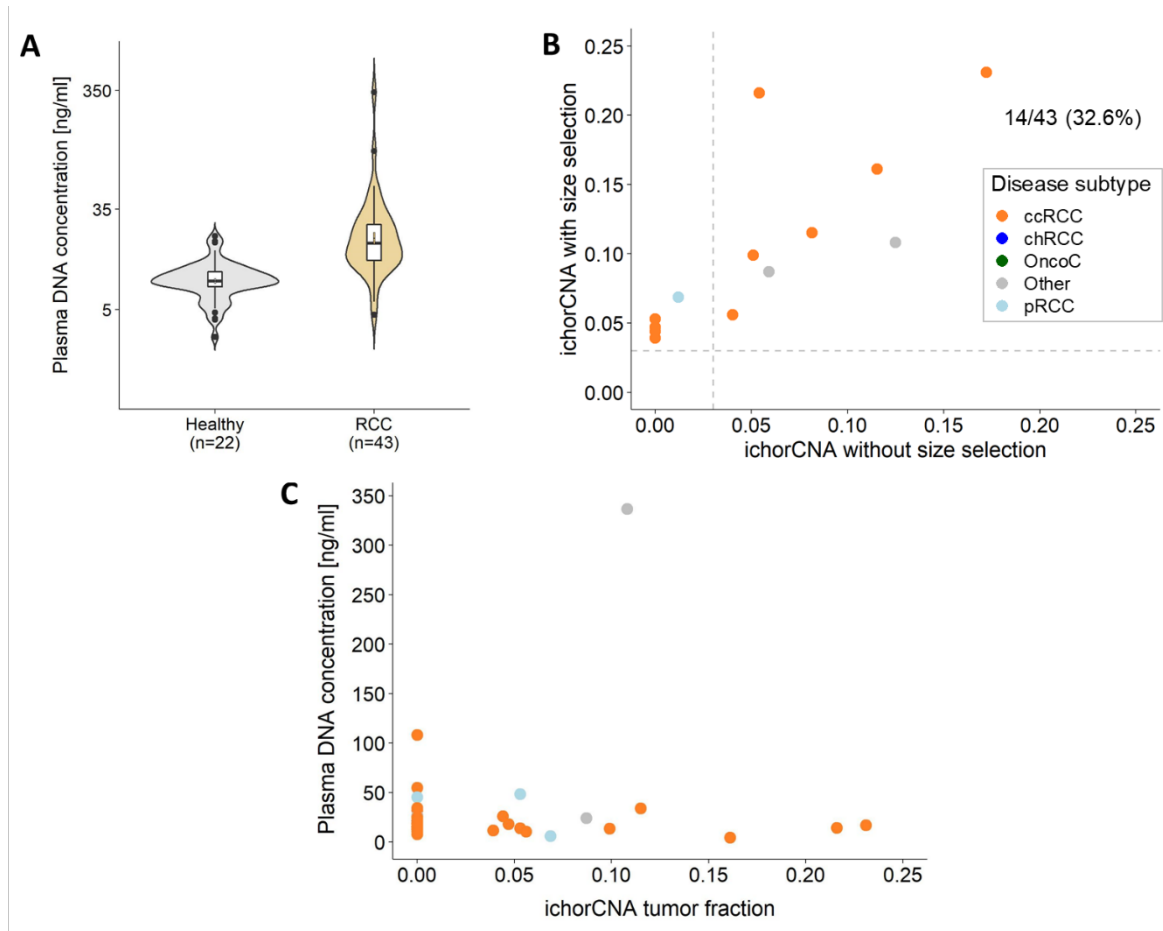 A
Plasma DNA concentration [ng/ml]
350
35
5
Healthy
(n=22)
RCC
(n=43)
B
ichorCNA with size selection
0.25
0.20
0.15
0.10
0.05
0.00
14/43 (32.6%)
Disease subtype
ccRCC
chRCC
OncoC
Other
pRCC
0.00 0.05 0.10 0.15 0.20 0.25
ichorCNA without size selection
C
Plasma DNA concentration [ng/ml]
350
300
250
200
150
100
50
0
0.00 0.05 0.10 0.15 0.20 0.25
ichorCNA tumor fraction